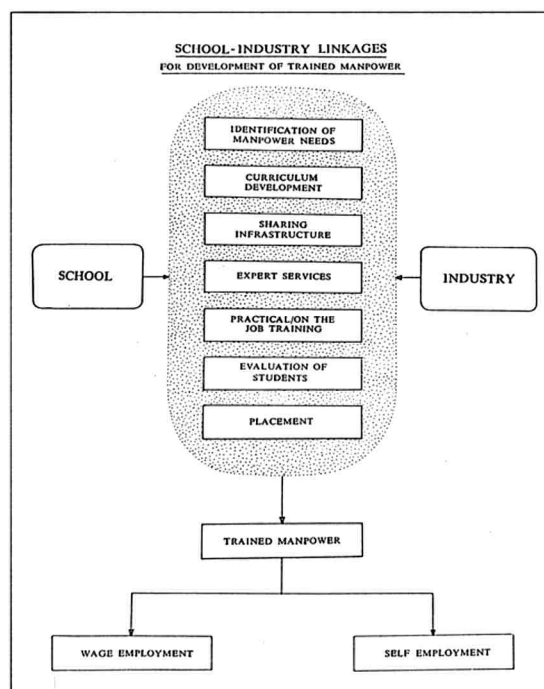 SCHOOL-INDUSTRY LINKAGES
FOR DEVELOPMENT OF TRAINED MANPOWER
IDENTIFICATION OF
MANPOWER NEEDS
CURRICULUM
DEVELOPMENT
SHARING
INFRASTRUCTURE
SCHOOL
EXPERT SERVICES
INDUSTRY
PRACTICAL/ON THE
JOB TRAINING
EVALUATION OF
STUDENTS
PLACEMENT
TRAINED MANPOWER
WAGE EMPLOYMENT
SELF EMPLOYMENT